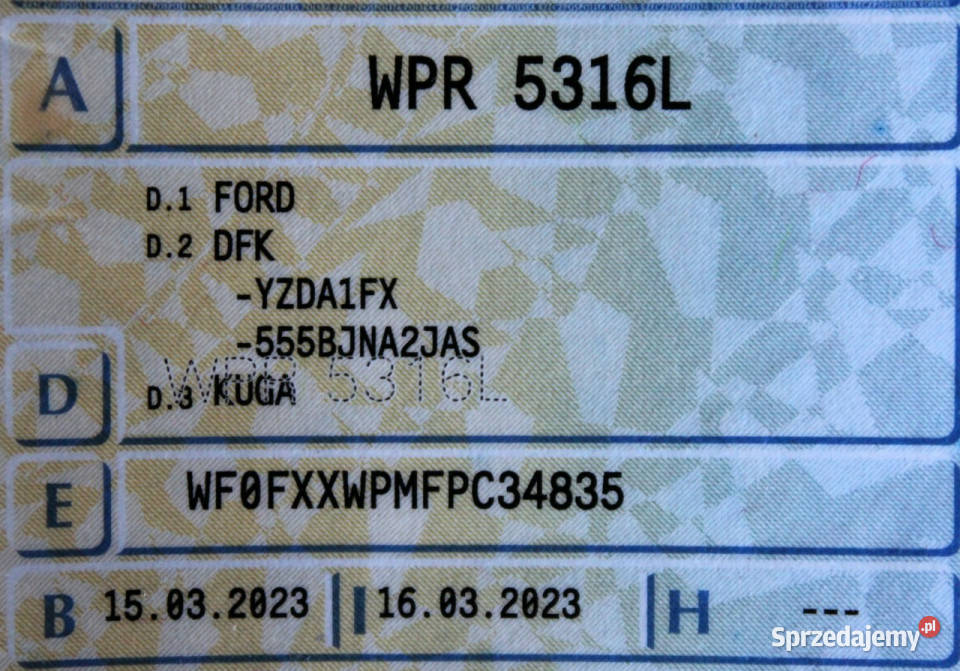 A WPR 5316L
D.1 FORD
D.2 DFK
-YZDA1FX
-555BJNA2JAS
WPR 5316L
D D.3 KUGA
E WF0FXXWPMFPC34835
B 15.03.2023 I 16.03.2023 H ---
Sprzedajemy.pl